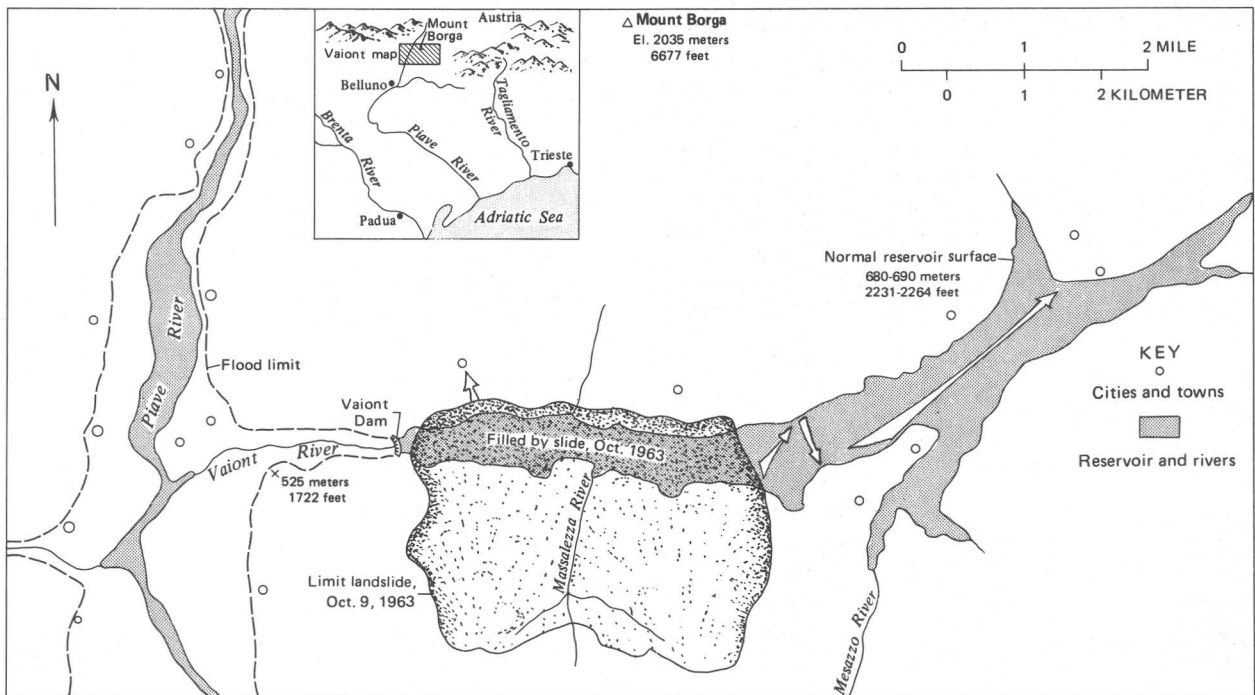 N
Austria
Mount
Borga
Vaiont map
Belluno
Brenta
River
Piave
River
Tagliamento
River
Trieste
Padua
Adriatic Sea
Mount Borga
El. 2035 meters
6677 feet
0 1 2 MILE
0 1 2 KILOMETER
Normal reservoir surface
680-690 meters
2231-2264 feet
KEY
Cities and towns
Reservoir and rivers
Piave River
Flood limit
Vaiont
Dam
Vaiont River
525 meters
1722 feet
Filled by slide, Oct. 1963
Massalezza River
Limit landslide,
Oct. 9, 1963
Mesazzo River